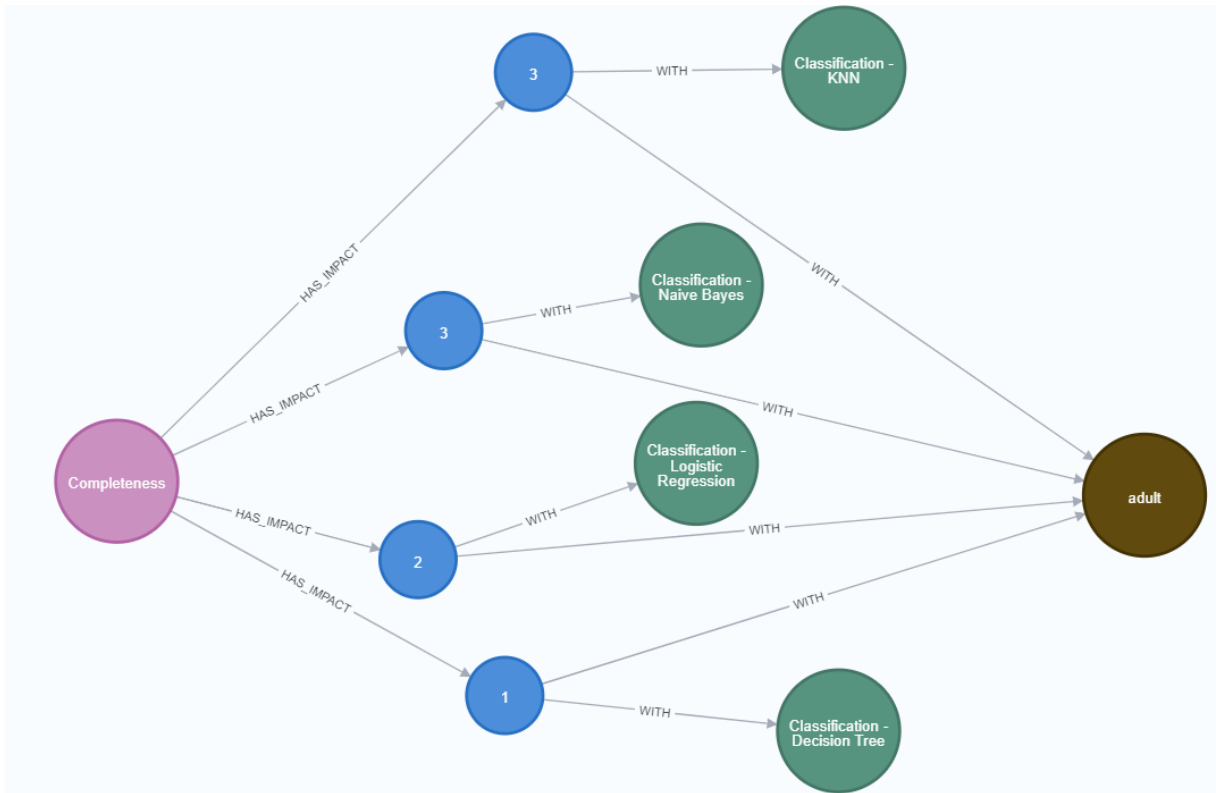 3
WITH
Classification -
KNN
HAS_IMPACT
WITH
Classification -
Naive Bayes
WITH
3
HAS_IMPACT
WITH
Classification -
Logistic
Regression
Completeness
adult
HAS_IMPACT
WITH
WITH
2
HAS_IMPACT
WITH
1
WITH
Classification -
Decision Tree